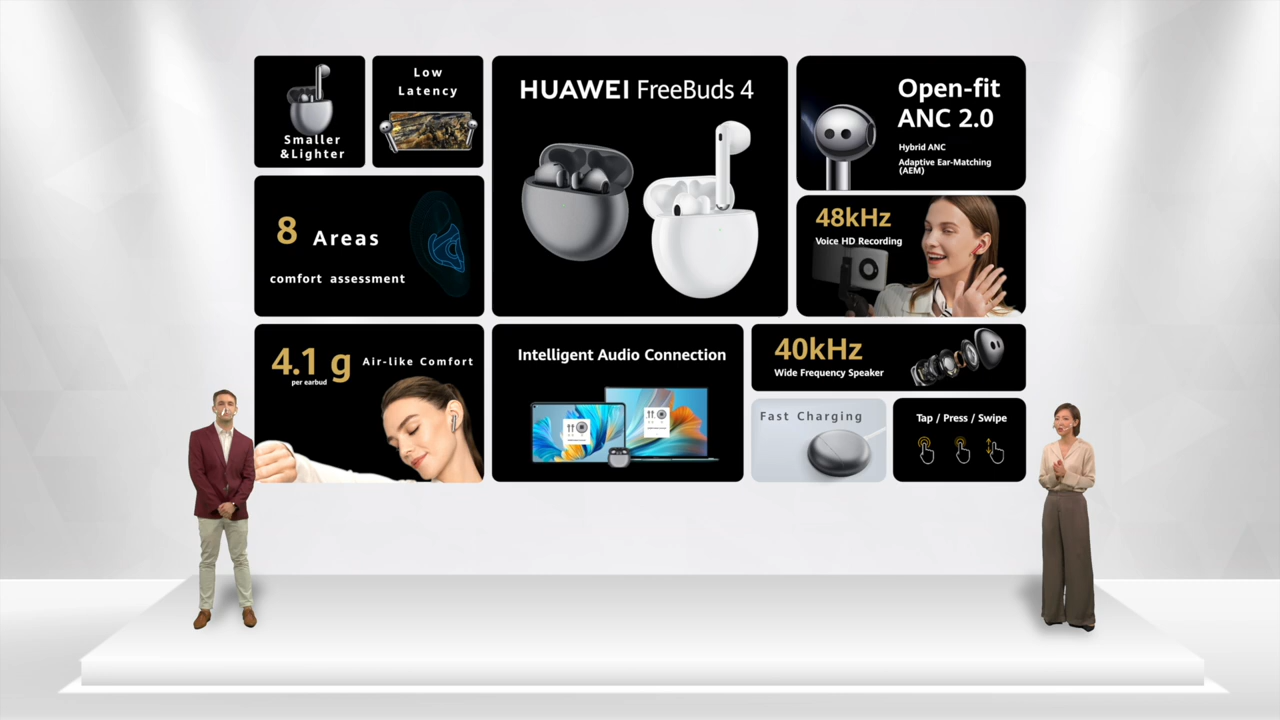 Smaller
&Lighter
Low
Latency
HUAWEI FreeBuds 4
Open-fit
ANC 2.0
Hybrid ANC
Adaptive Ear-Matching
(AEM)
8 Areas
comfort assessment
48kHz
Voice HD Recording
4.1 g Air-like Comfort
per earbud
Intelligent Audio Connection
40kHz
Wide Frequency Speaker
Fast Charging
Tap / Press / Swipe